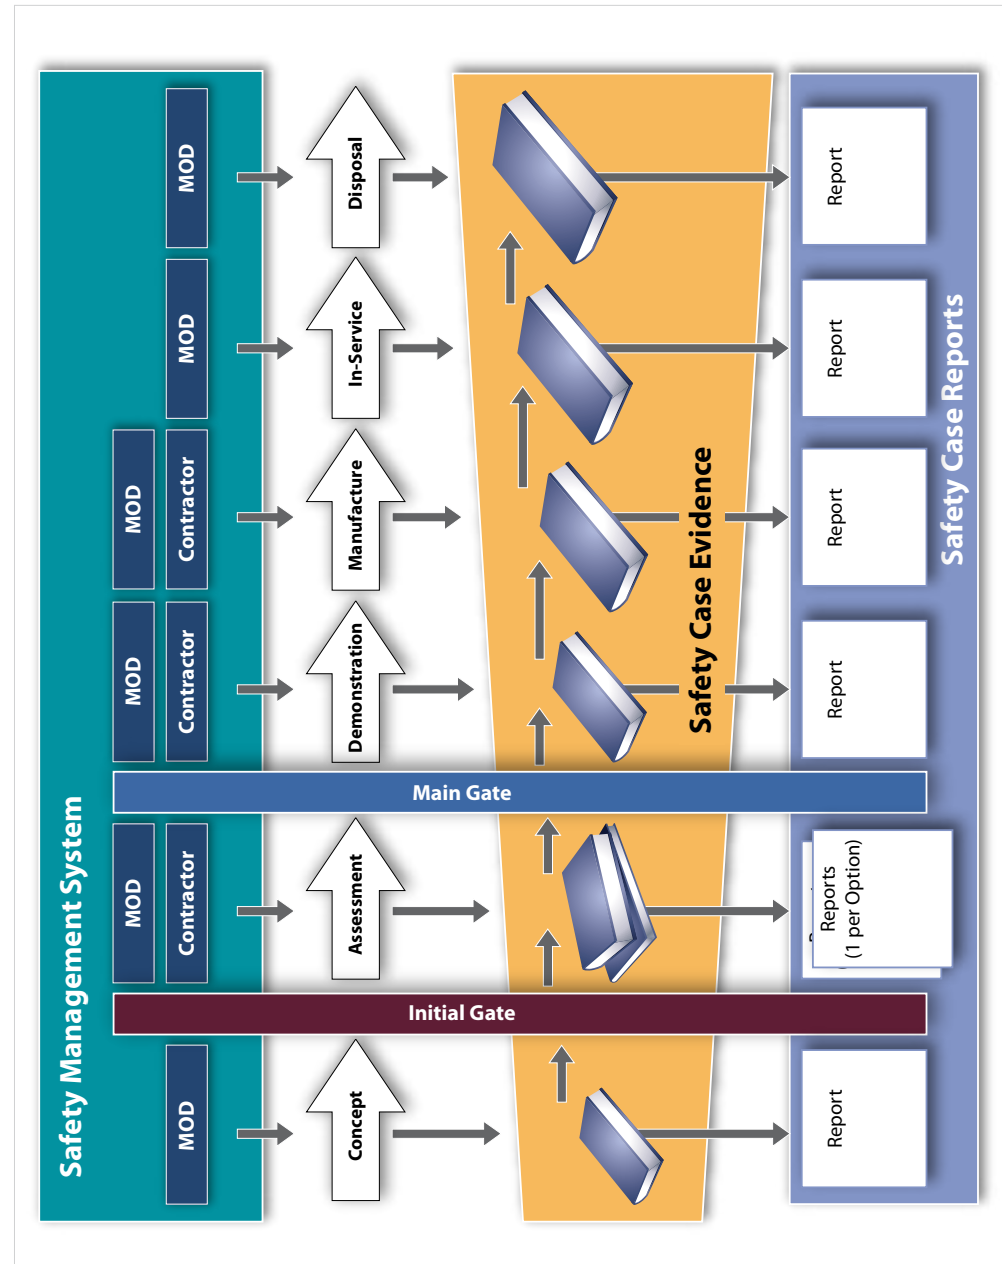 Safety Management System
MOD
MOD
MOD
MOD
Contractor
Contractor
Contractor
MOD
MOD
Concept
Assessment
Demonstration
Manufacture
In-Service
Disposal
Initial Gate
Main Gate
Safety Case Evidence
Report
Reports
(1 per Option)
Report
Report
Report
Report
Safety Case Reports